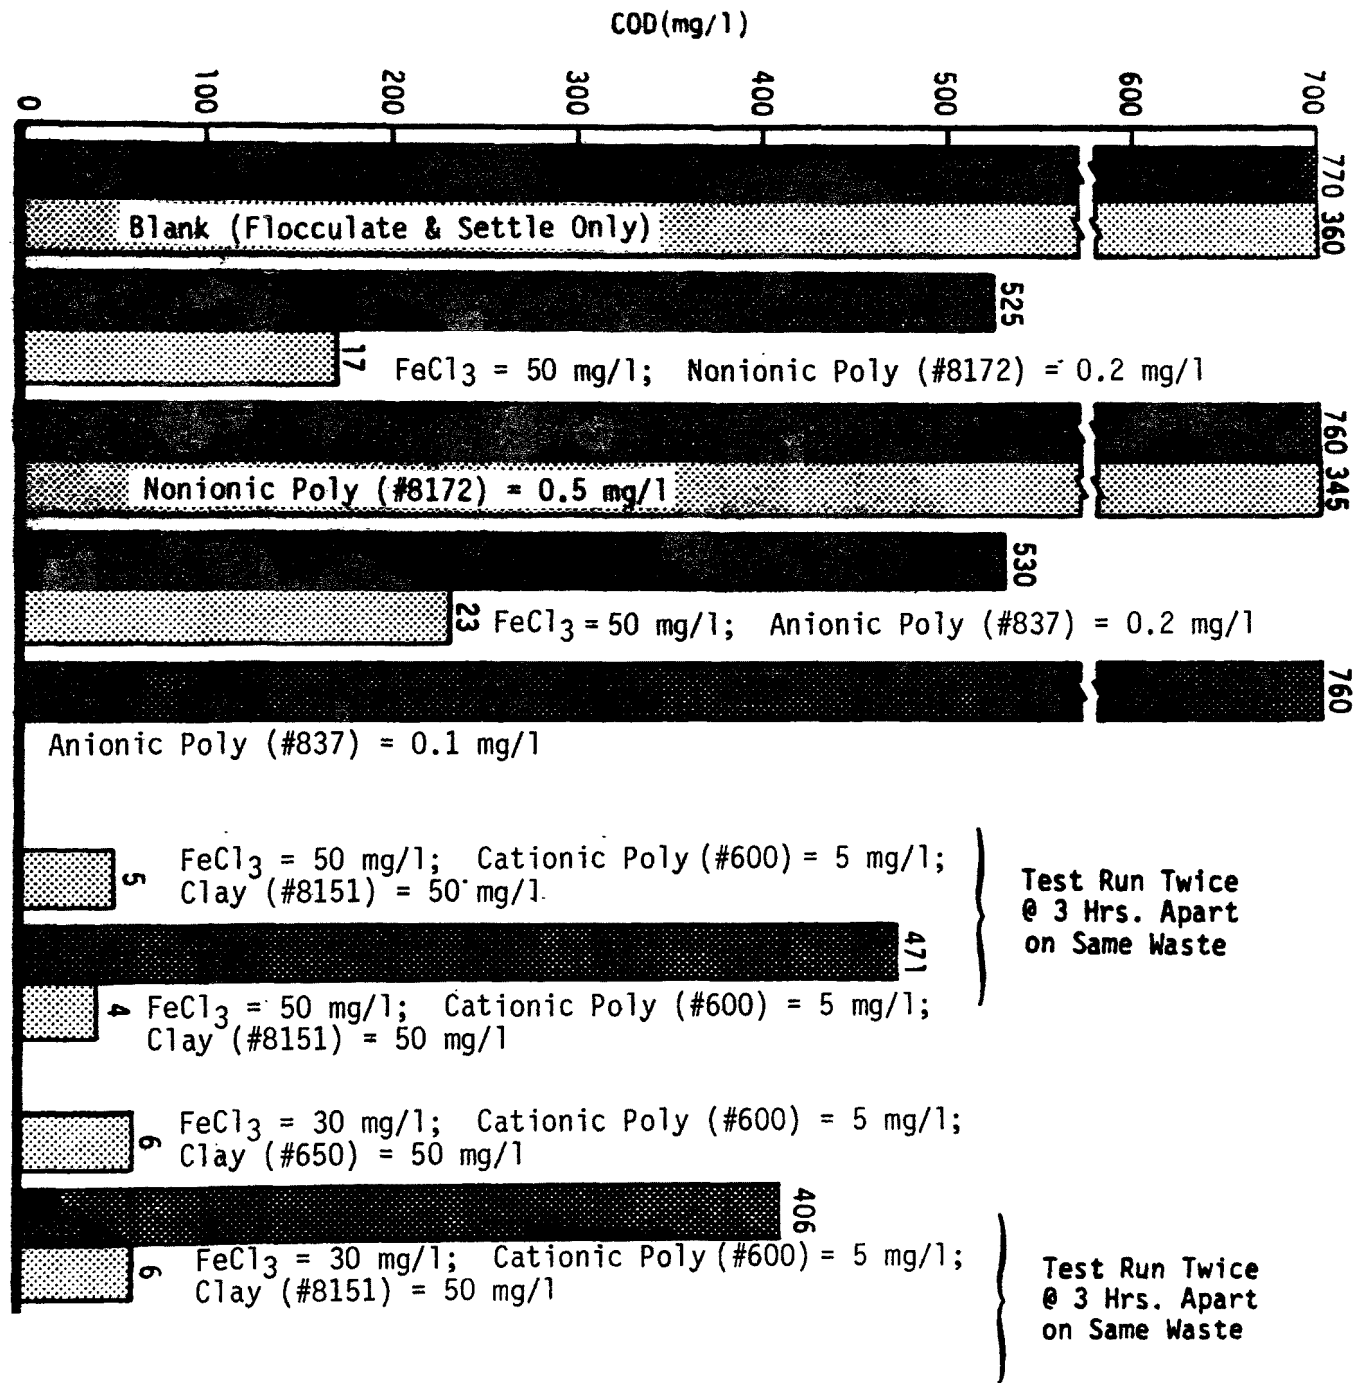 COD(mg/l)
0 100 200 300 400 500 600 700
770
360
Blank (Flocculate & Settle Only)
525
17
FeCl3 = 50 mg/l; Nonionic Poly (#8172) = 0.2 mg/l
760
345
Nonionic Poly (#8172) = 0.5 mg/l
530
23
FeCl3 = 50 mg/l; Anionic Poly (#837) = 0.2 mg/l
760
Anionic Poly (#837) = 0.1 mg/l
5
FeCl3 = 50 mg/l; Cationic Poly (#600) = 5 mg/l;
Clay (#8151) = 50 mg/l
Test Run Twice
@ 3 Hrs. Apart
on Same Waste
471
4
FeCl3 = 50 mg/l; Cationic Poly (#600) = 5 mg/l;
Clay (#8151) = 50 mg/l
6
FeCl3 = 30 mg/l; Cationic Poly (#600) = 5 mg/l;
Clay (#650) = 50 mg/l
406
6
FeCl3 = 30 mg/l; Cationic Poly (#600) = 5 mg/l;
Clay (#8151) = 50 mg/l
Test Run Twice
@ 3 Hrs. Apart
on Same Waste